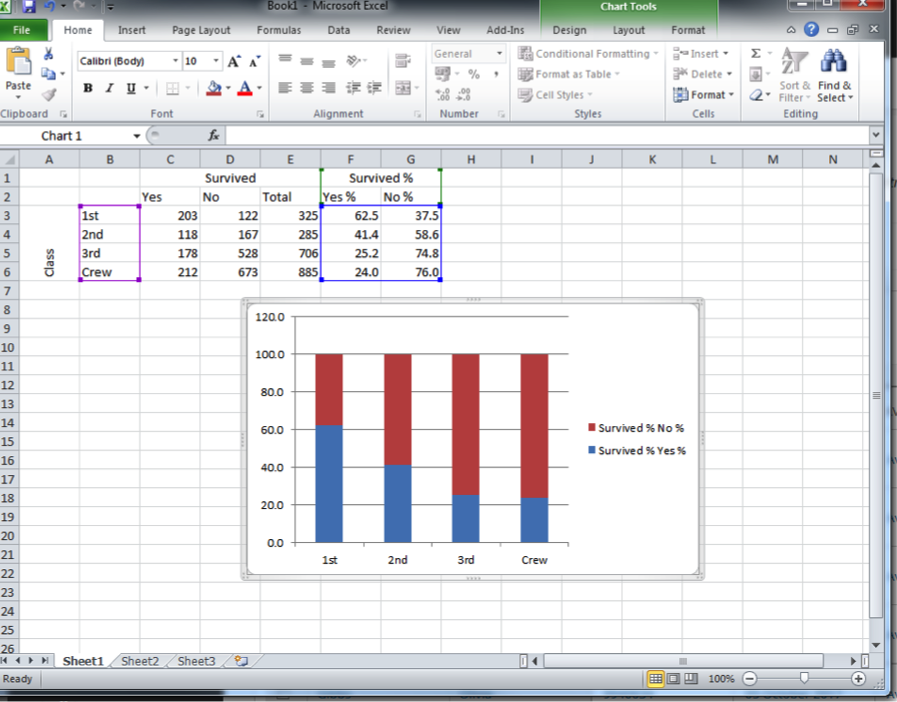 Book1 - Microsoft Excel
Chart Tools
File Home Insert Page Layout Formulas Data Review View Add-Ins Design Layout Format
Paste
Calibri (Body) 10 A A
B I U A
General
% ,
.0 .00
.00 .0
Conditional Formatting
Format as Table
Cell Styles
Insert
Delete
Format
Σ
A
Z
Sort & Filter
Find & Select
Clipboard Font Alignment Number Styles Cells Editing
Chart 1 fx
A B C D E F G H I J K L M N
1 Survived Survived %
2 Yes No Total Yes % No %
3 1st 203 122 325 62.5 37.5
4 2nd 118 167 285 41.4 58.6
5 3rd 178 528 706 25.2 74.8
6 Crew 212 673 885 24.0 76.0
Class
7
8
9
10
11
12
13
14
15
16
17
18
19
20
21
22
23
24
25
26
120.0
100.0
80.0
60.0
40.0
20.0
0.0
1st 2nd 3rd Crew
Survived % No %
Survived % Yes %
Sheet1 Sheet2 Sheet3
Ready 100%